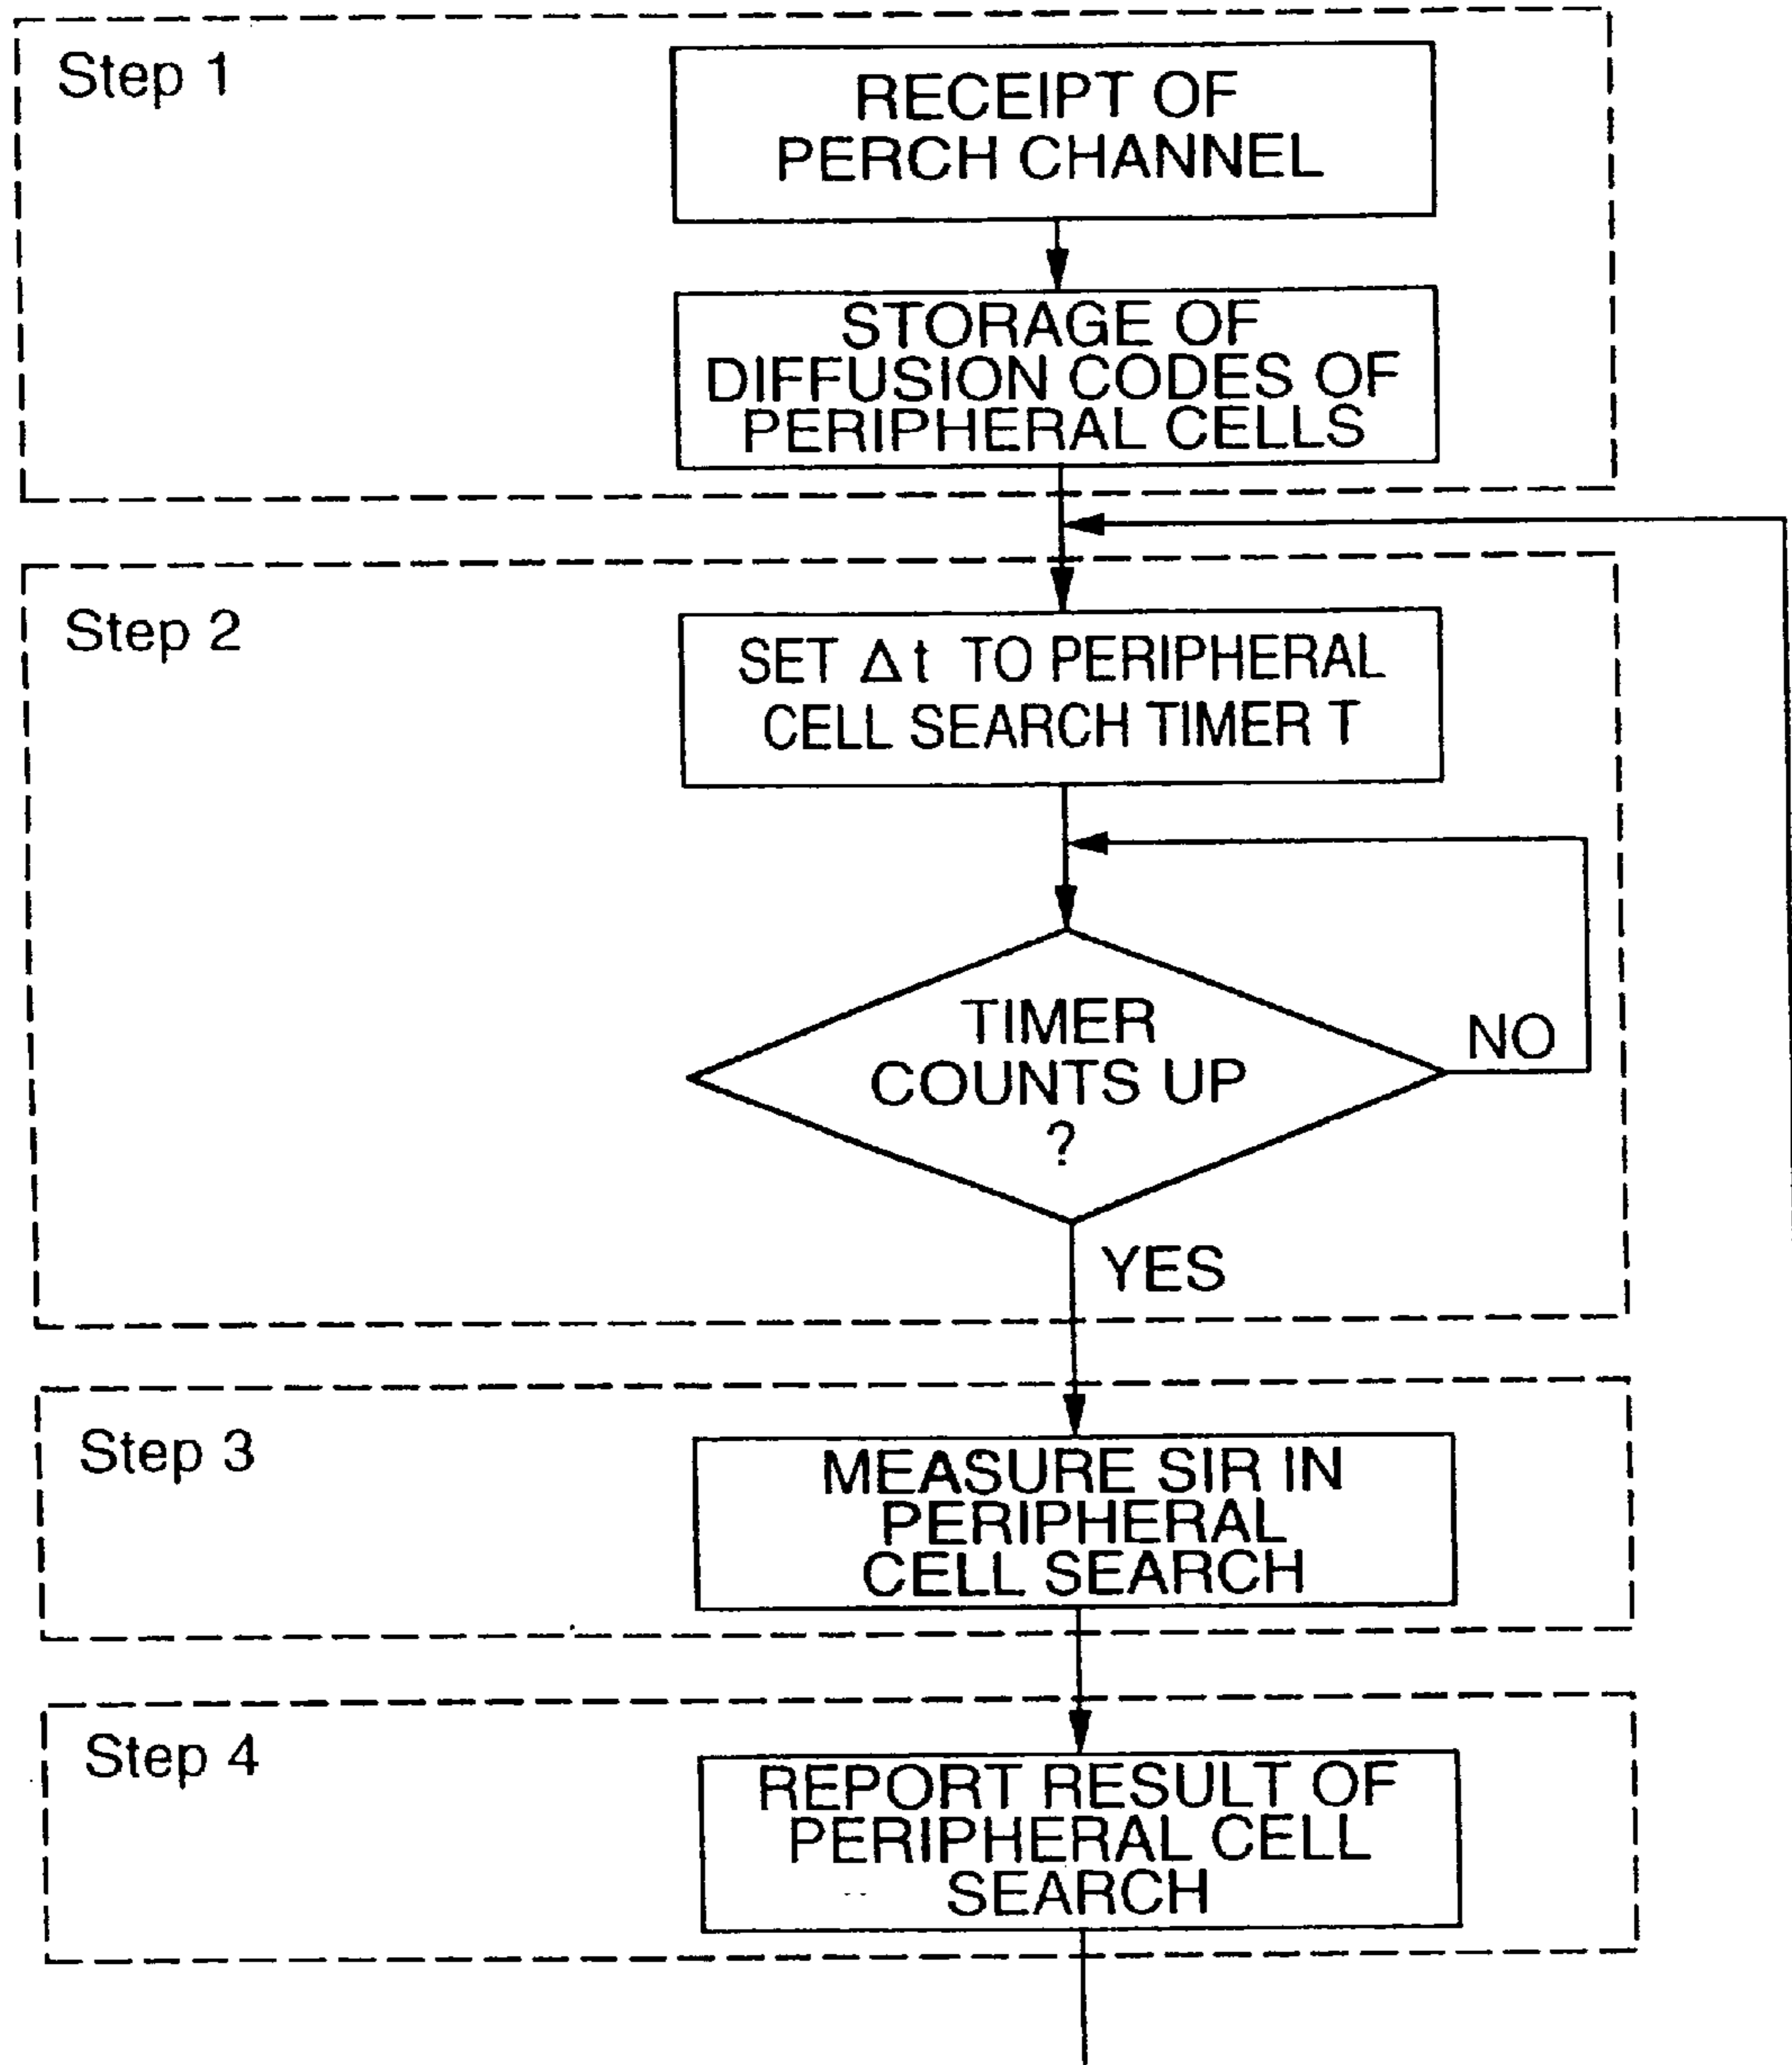 Step 1
RECEIPT OF
PERCH CHANNEL
STORAGE OF
DIFFUSION CODES OF
PERIPHERAL CELLS
Step 2
SET Δt TO PERIPHERAL
CELL SEARCH TIMER T
TIMER
COUNTS UP
?
NO
YES
Step 3
MEASURE SIR IN
PERIPHERAL
CELL SEARCH
Step 4
REPORT RESULT OF
PERIPHERAL CELL
SEARCH